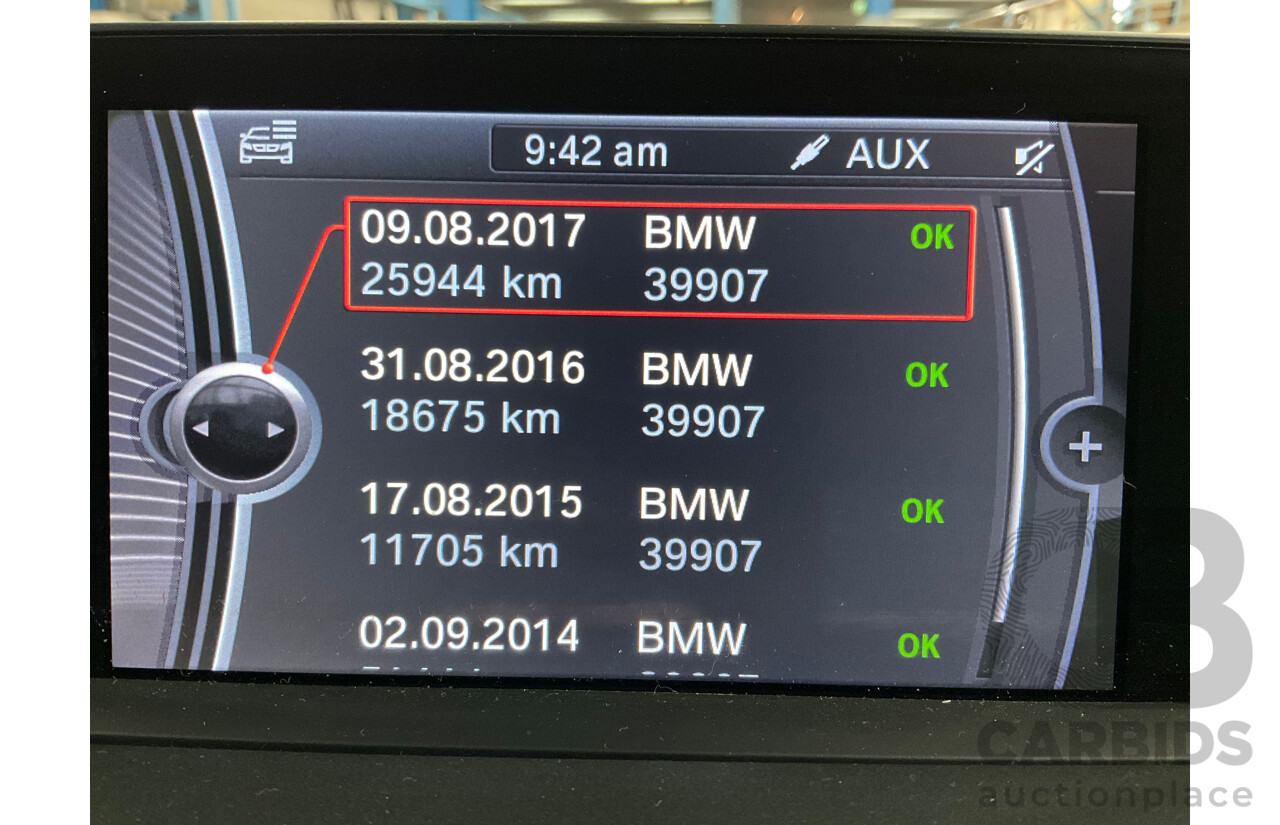 9:42 am AUX
09.08.2017 BMW OK
25944 km 39907
31.08.2016 BMW OK
18675 km 39907
17.08.2015 BMW OK
11705 km 39907
02.09.2014 BMW OK
B
CARBIDS
auctionplace